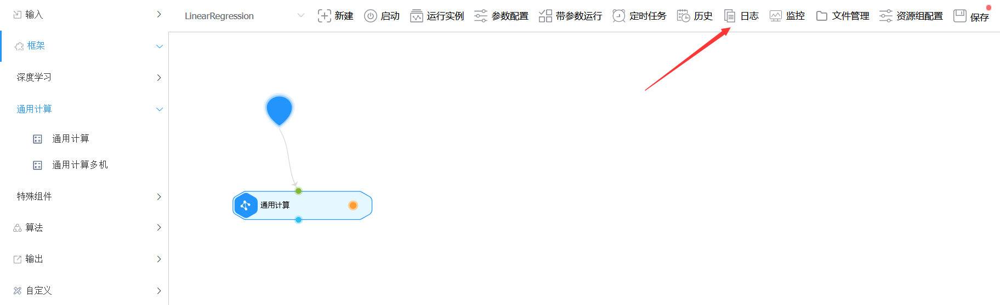 输入
框架
深度学习
通用计算
通用计算
通用计算多机
特殊组件
算法
输出
自定义
LinearRegression 新建 启动 运行实例 参数配置 带参数运行 定时任务 历史 日志 监控 文件管理 资源组配置 保存
通用计算